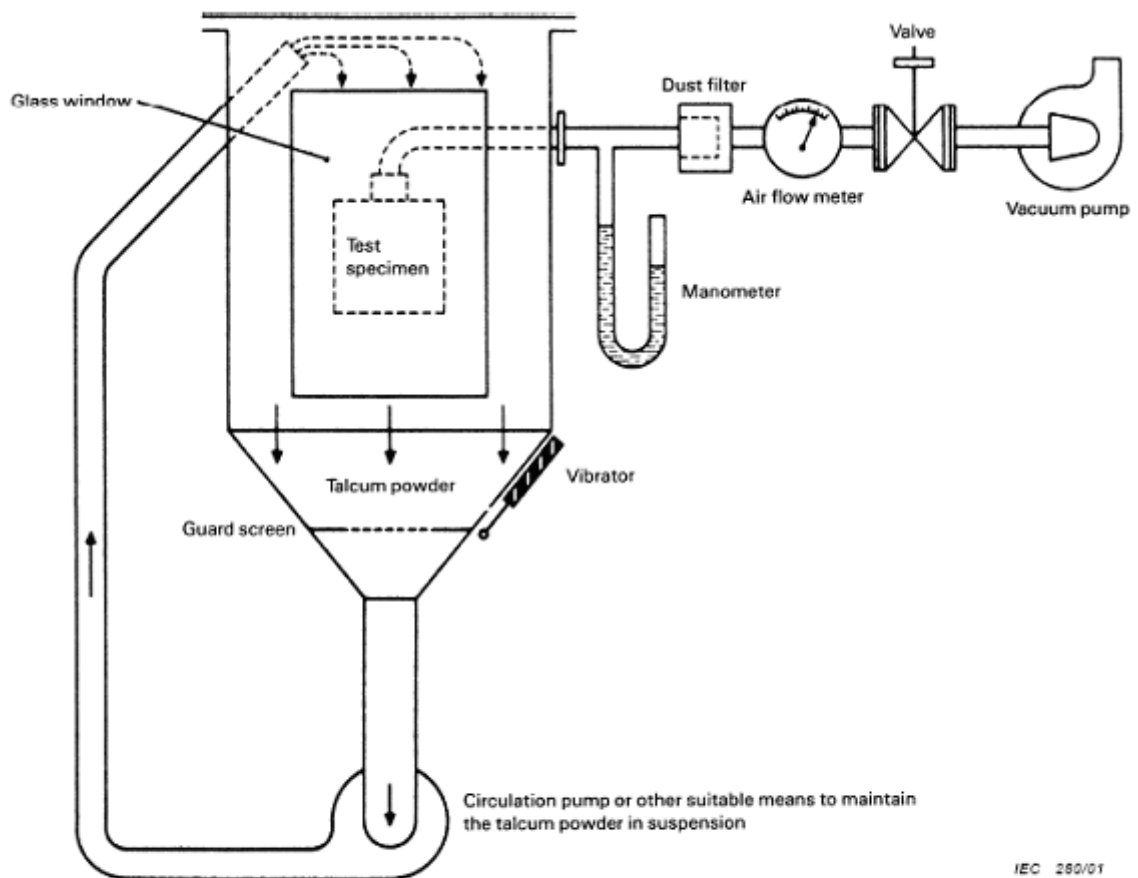 Valve
Dust filter
Glass window
Air flow meter
Vacuum pump
Test
specimen
Manometer
Vibrator
Talcum powder
Guard screen
Circulation pump or other suitable means to maintain
the talcum powder in suspension
IEC 280/01